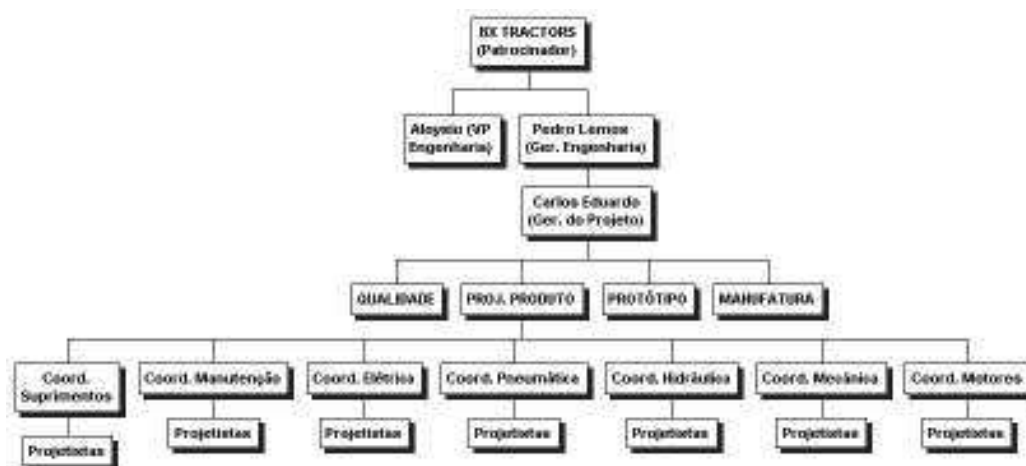 NX TRACTORS
(Patrocinador)
Aloysio (VP
Engenharia)
Pedro Lemos
(Ger. Engenharia)
Carlos Eduardo
(Ger. do Projeto)
QUALIDADE
PROJ. PRODUTO
PROTÓTIPO
MANUFATURA
Coord.
Suprimentos
Coord. Manutenção
Coord. Elétrica
Coord. Pneumática
Coord. Hidráulica
Coord. Mecânica
Coord. Motores
Projetistas
Projetistas
Projetistas
Projetistas
Projetistas
Projetistas
Projetistas